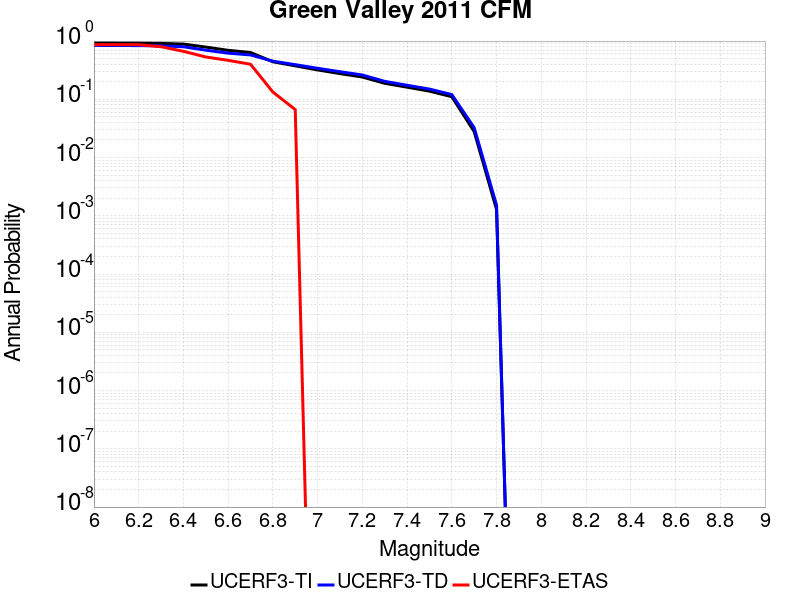 Green Valley 2011 CFM
Annual Probability
10^0
10^-1
10^-2
10^-3
10^-4
10^-5
10^-6
10^-7
10^-8
6 6.2 6.4 6.6 6.8 7 7.2 7.4 7.6 7.8 8 8.2 8.4 8.6 8.8 9
Magnitude
UCERF3-TI UCERF3-TD UCERF3-ETAS